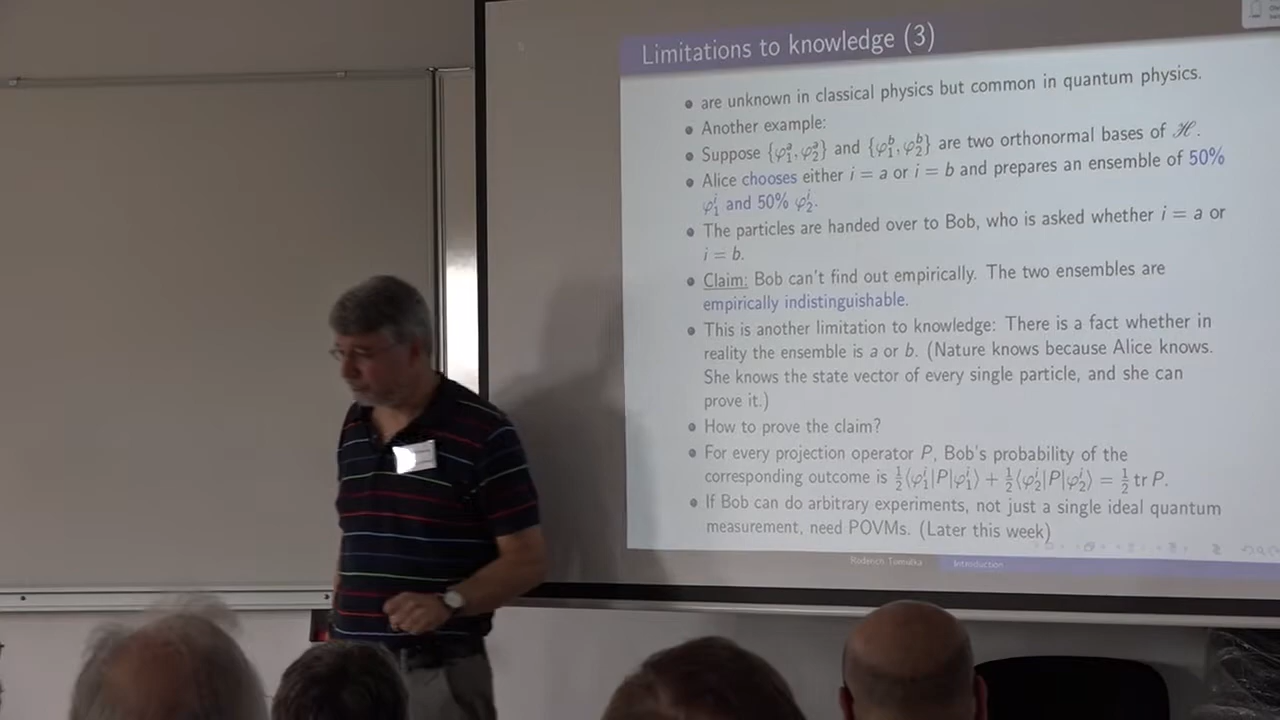 Limitations to knowledge (3)
are unknown in classical physics but common in quantum physics.
Another example:
Suppose {φ₁ᵃ, φ₂ᵃ} and {φ₁ᵇ, φ₂ᵇ} are two orthonormal bases of ℋ.
Alice chooses either i = a or i = b and prepares an ensemble of 50%
φ₁ⁱ and 50% φ₂ⁱ.
The particles are handed over to Bob, who is asked whether i = a or
i = b.
Claim: Bob can't find out empirically. The two ensembles are
empirically indistinguishable.
This is another limitation to knowledge: There is a fact whether in
reality the ensemble is a or b. (Nature knows because Alice knows.
She knows the state vector of every single particle, and she can
prove it.)
How to prove the claim?
For every projection operator P, Bob's probability of the
corresponding outcome is ½⟨φ₁ⁱ|P|φ₁ⁱ⟩ + ½⟨φ₂ⁱ|P|φ₂ⁱ⟩ = ½ tr P.
If Bob can do arbitrary experiments, not just a single ideal quantum
measurement, need POVMs. (Later this week)
Roderich Tumulka Introduction